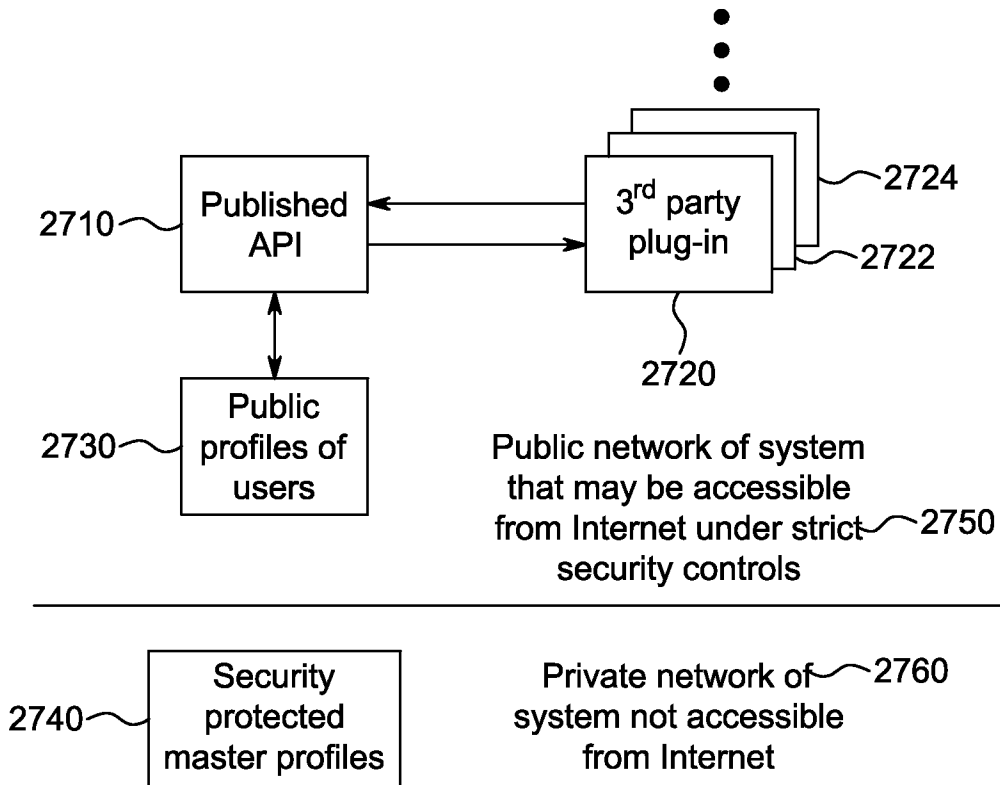 2724
2710
Published
API
3rd party
plug-in
2722
2720
2730
Public
profiles of
users
Public network of system
that may be accessible
from Internet under strict
security controls
2750
2740
Security
protected
master profiles
Private network of
system not accessible
from Internet
2760